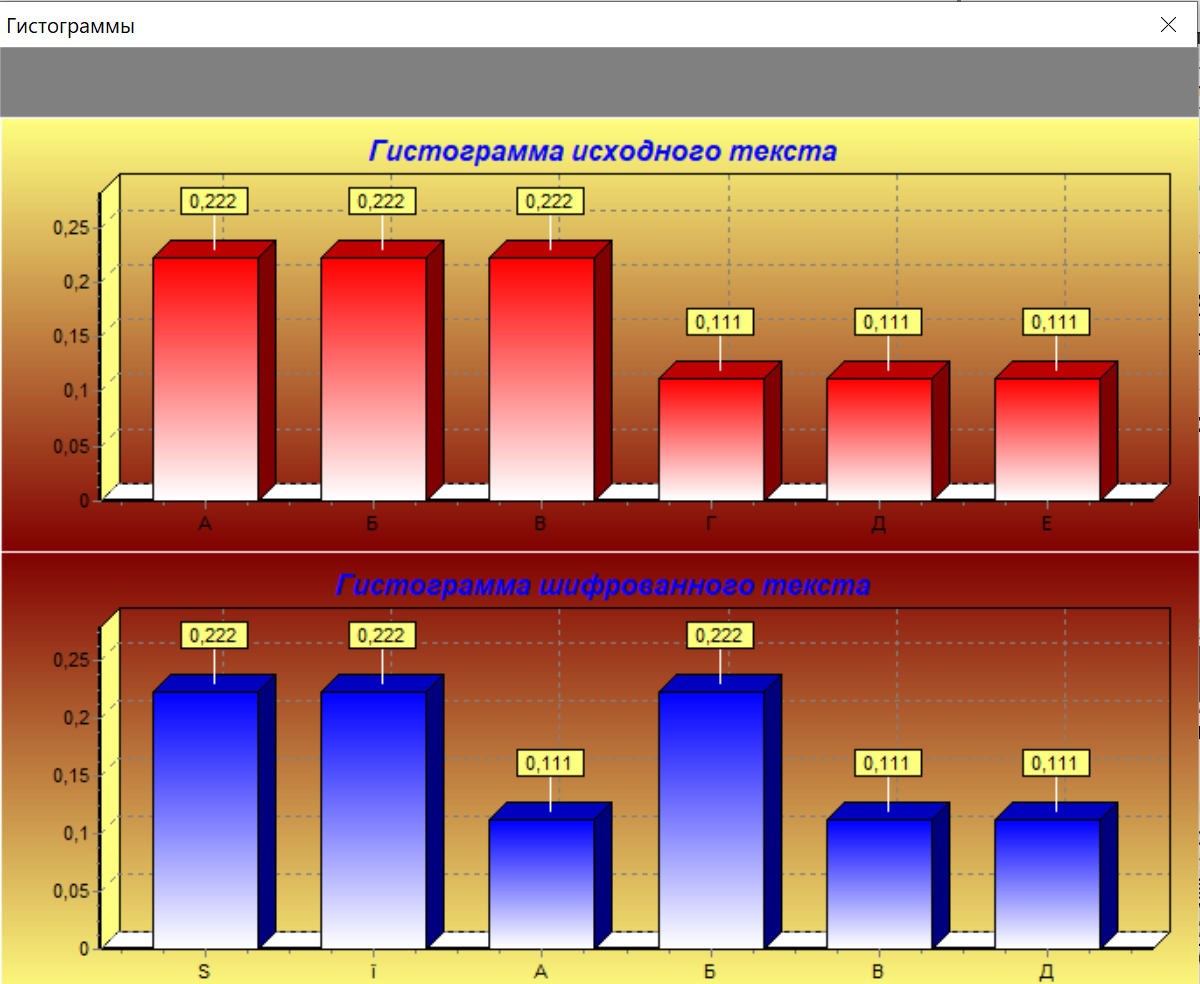 Гистограммы
Гистограмма исходного текста
0,222 0,222 0,222
0,25
0,2
0,111 0,111 0,111
0,15
0,1
0,05
0
А Б В Г Д Е
Гистограмма шифрованного текста
0,222 0,222 0,222
0,25
0,2
0,111 0,111 0,111
0,15
0,1
0,05
0
S ї А Б В Д